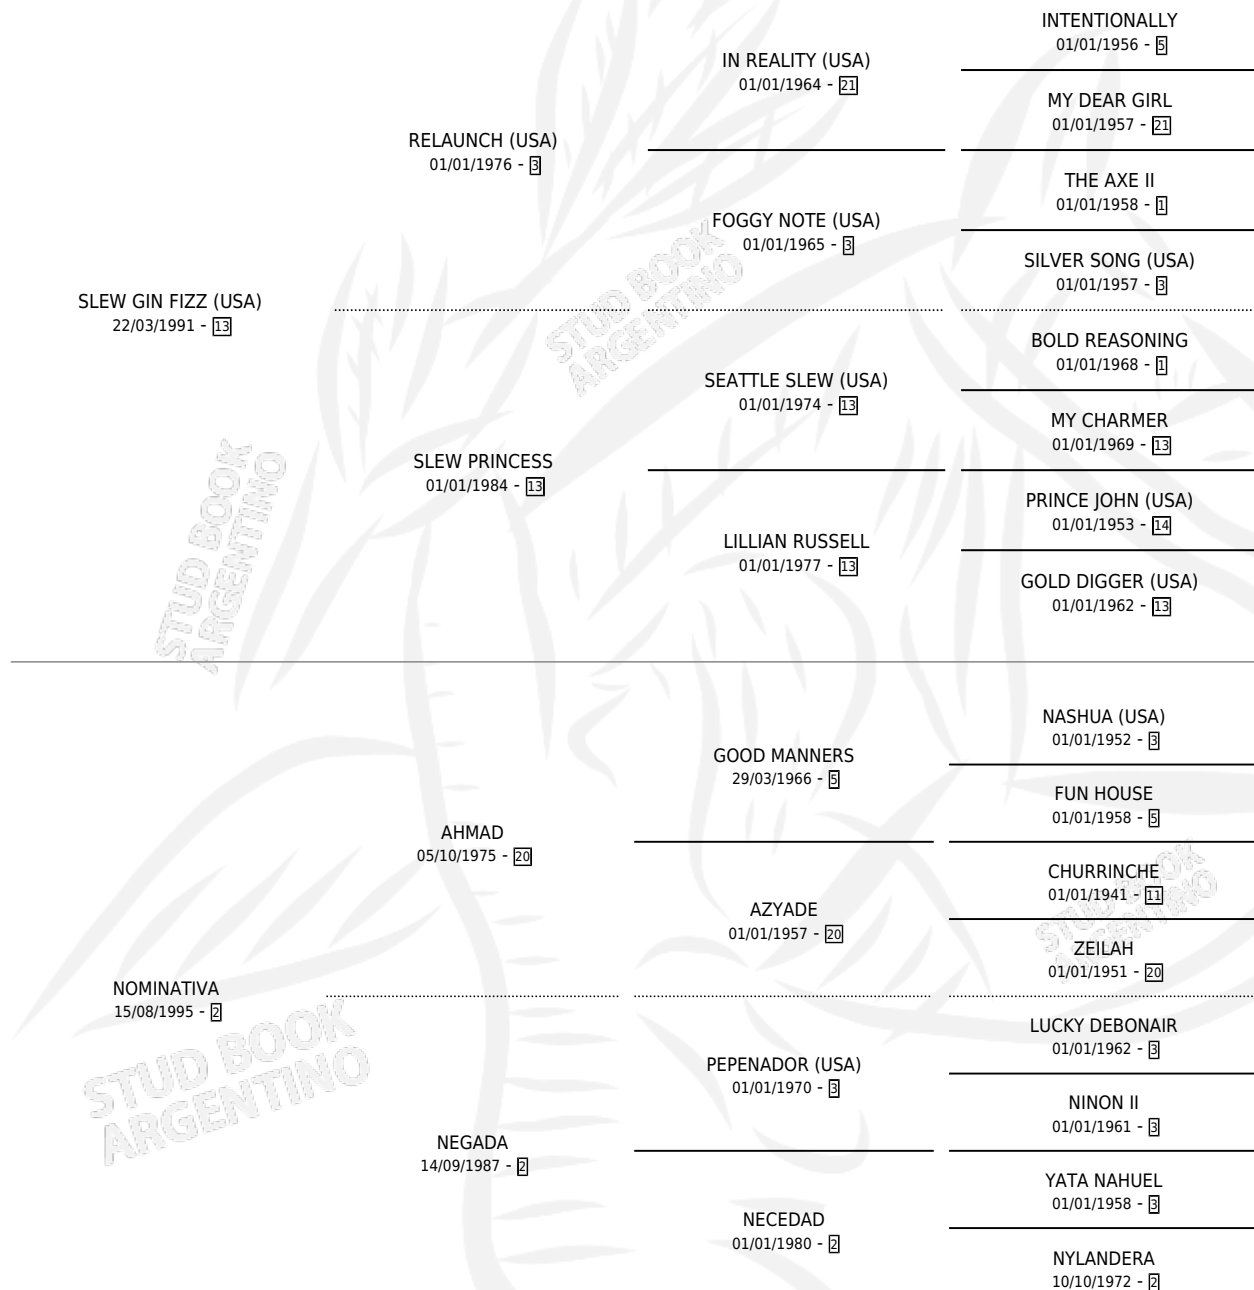 INTENTIONALLY
01/01/1956 - 5
IN REALITY (USA)
01/01/1964 - 21
MY DEAR GIRL
01/01/1957 - 21
RELAUNCH (USA)
01/01/1976 - 3
THE AXE II
01/01/1958 - 1
FOGGY NOTE (USA)
01/01/1965 - 3
SILVER SONG (USA)
01/01/1957 - 3
SLEW GIN FIZZ (USA)
22/03/1991 - 13
BOLD REASONING
01/01/1968 - 1
SEATTLE SLEW (USA)
01/01/1974 - 13
MY CHARMER
01/01/1969 - 13
SLEW PRINCESS
01/01/1984 - 13
PRINCE JOHN (USA)
01/01/1953 - 14
LILLIAN RUSSELL
01/01/1977 - 13
GOLD DIGGER (USA)
01/01/1962 - 13
NASHUA (USA)
01/01/1952 - 3
GOOD MANNERS
29/03/1966 - 5
FUN HOUSE
01/01/1958 - 5
AHMAD
05/10/1975 - 20
CHURRINCHE
01/01/1941 - 11
AZYADE
01/01/1957 - 20
ZEILAH
01/01/1951 - 20
NOMINATIVA
15/08/1995 - 2
LUCKY DEBONAIR
01/01/1962 - 3
PEPENADOR (USA)
01/01/1970 - 3
NINON II
01/01/1961 - 3
NEGADA
14/09/1987 - 2
YATA NAHUEL
01/01/1958 - 3
NECEDAD
01/01/1980 - 2
NYLANDERA
10/10/1972 - 2
STUD BOOK
ARGENTINO
STUD BOOK
ARGENTINO
STUD BOOK
ARGENTINO
STUD BOOK
ARGENTINO